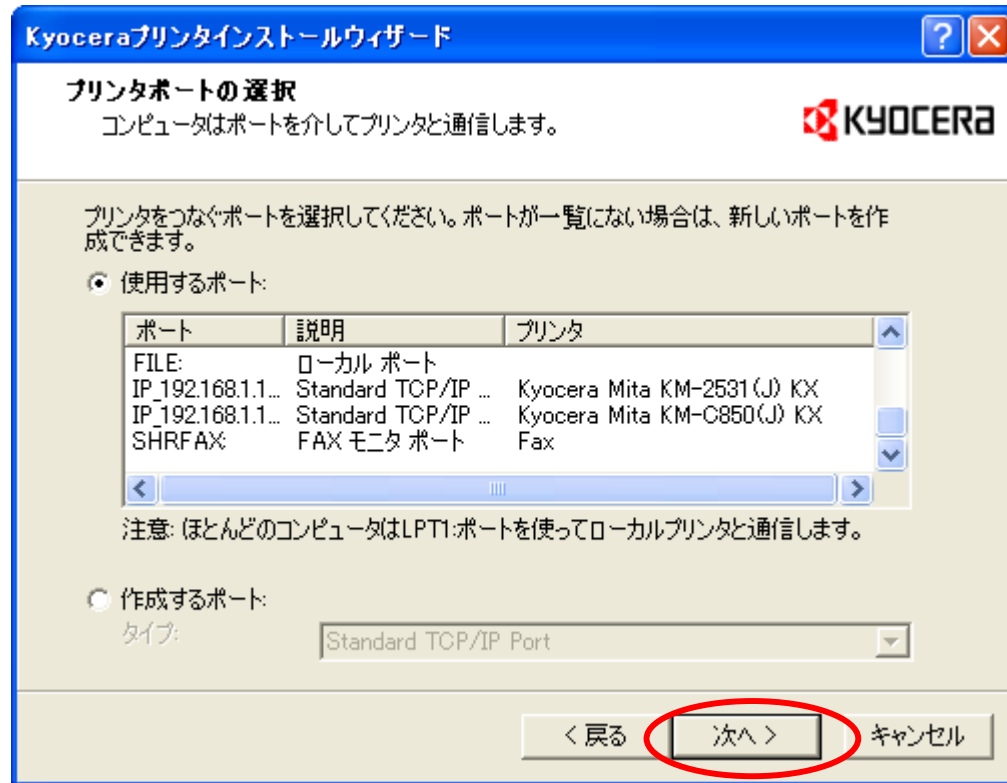 Kyoceraプリンタインストールウィザード
プリンタポートの選択
コンピュータはポートを介してプリンタと通信します。
KYOCERA
プリンタをつなぐポートを選択してください。ポートが一覧にない場合は、新しいポートを作
成できます。
使用するポート:
ポート 説明 プリンタ
FILE: ローカル ポート
IP_192.168.1.1... Standard TCP/IP ... Kyocera Mita KM-2531(J) KX
IP_192.168.1.1... Standard TCP/IP ... Kyocera Mita KM-C850(J) KX
SHRFAX: FAX モニタ ポート Fax
注意: ほとんどのコンピュータはLPT1:ポートを使ってローカルプリンタと通信します。
作成するポート:
タイプ: Standard TCP/IP Port
< 戻る 次へ > キャンセル